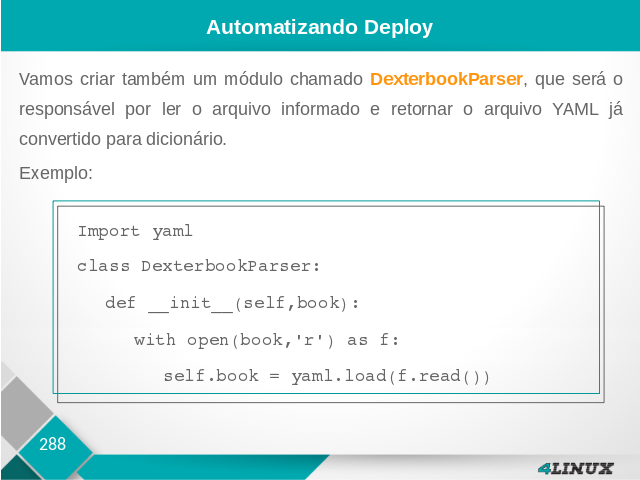 Automatizando Deploy
Vamos criar também um módulo chamado DexterbookParser, que será o
responsável por ler o arquivo informado e retornar o arquivo YAML já
convertido para dicionário.
Exemplo:
Import yaml
class DexterbookParser:
def __init__(self,book):
with open(book,'r') as f:
self.book = yaml.load(f.read())
288
4LINUX